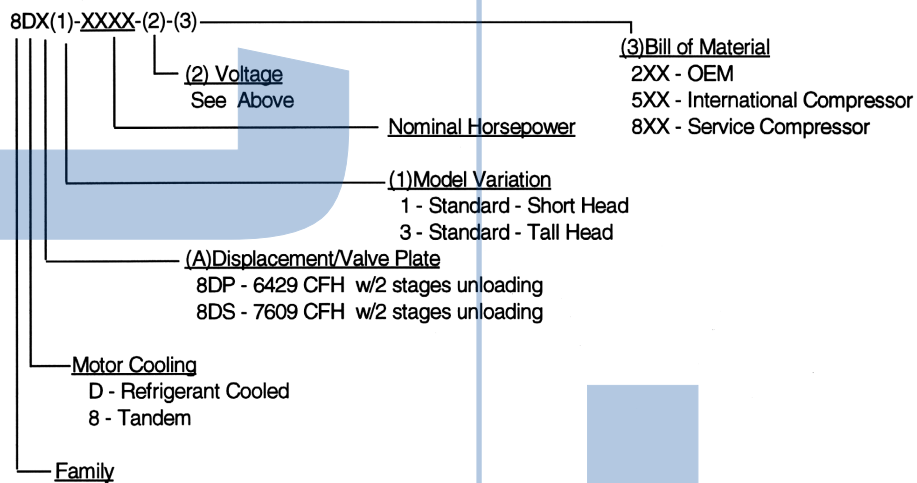 8DX(1)-XXXX-(2)-(3)
(3)Bill of Material
2XX - OEM
5XX - International Compressor
8XX - Service Compressor
(2) Voltage
See Above
Nominal Horsepower
(1)Model Variation
1 - Standard - Short Head
3 - Standard - Tall Head
(A)Displacement/Valve Plate
8DP - 6429 CFH w/2 stages unloading
8DS - 7609 CFH w/2 stages unloading
Motor Cooling
D - Refrigerant Cooled
8 - Tandem
Family